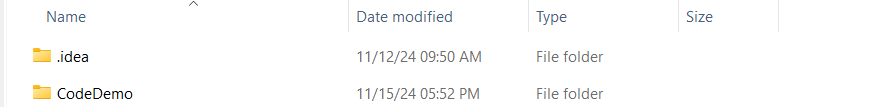 Name Date modified Type Size
.idea 11/12/24 09:50 AM File folder
CodeDemo 11/15/24 05:52 PM File folder